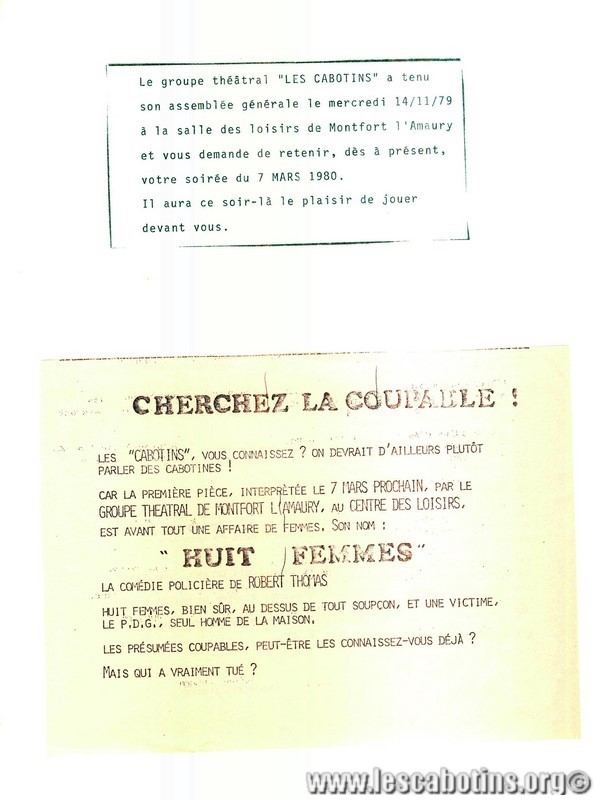 Le groupe théâtral "LES CABOTINS" a tenu
son assemblée générale le mercredi 14/11/79
à la salle des loisirs de Montfort l'Amaury
et vous demande de retenir, dès à présent,
votre soirée du 7 MARS 1980.
Il aura ce soir-là le plaisir de jouer
devant vous.
CHERCHEZ LA COUPABLE !
LES "CABOTINS", VOUS CONNAISSEZ ? ON DEVRAIT D'AILLEURS PLUTÔT
PARLER DES CABOTINES !
CAR LA PREMIÈRE PIÈCE, INTERPRÈTÉE LE 7 MARS PROCHAIN, PAR LE
GROUPE THEATRAL DE MONTFORT L'AMAURY, AU CENTRE DES LOISIRS,
EST AVANT TOUT UNE AFFAIRE DE FEMMES. SON NOM :
" HUIT FEMMES"
LA COMÉDIE POLICIÈRE DE ROBERT THOMAS
HUIT FEMMES, BIEN SÛR, AU DESSUS DE TOUT SOUPÇON, ET UNE VICTIME,
LE P.D.G., SEUL HOMME DE LA MAISON.
LES PRÉSUMÉES COUPABLES, PEUT-ÊTRE LES CONNAISSEZ-VOUS DÉJÀ ?
MAIS QUI A VRAIMENT TUÉ ?
www.lescabotins.org©